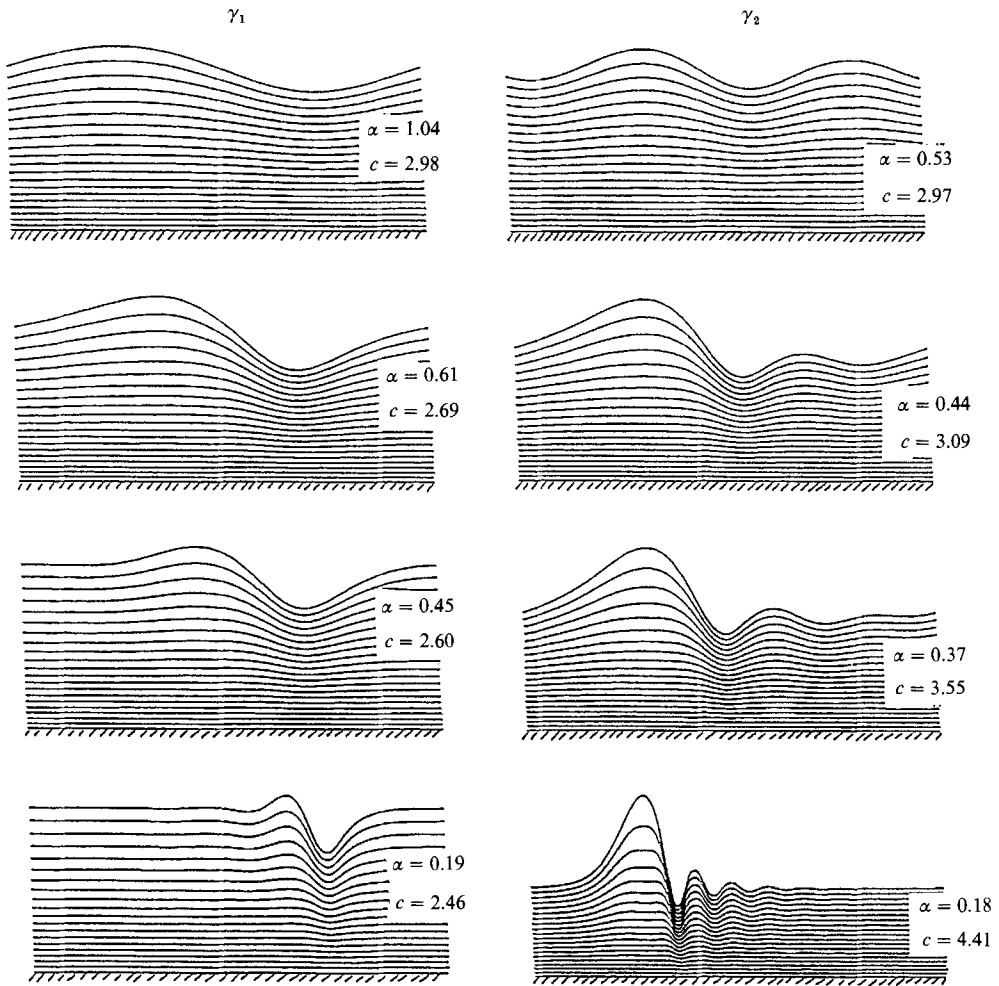 γ₁
γ₂
α = 1.04
c = 2.98
α = 0.53
c = 2.97
α = 0.61
c = 2.69
α = 0.44
c = 3.09
α = 0.45
c = 2.60
α = 0.37
c = 3.55
α = 0.19
c = 2.46
α = 0.18
c = 4.41